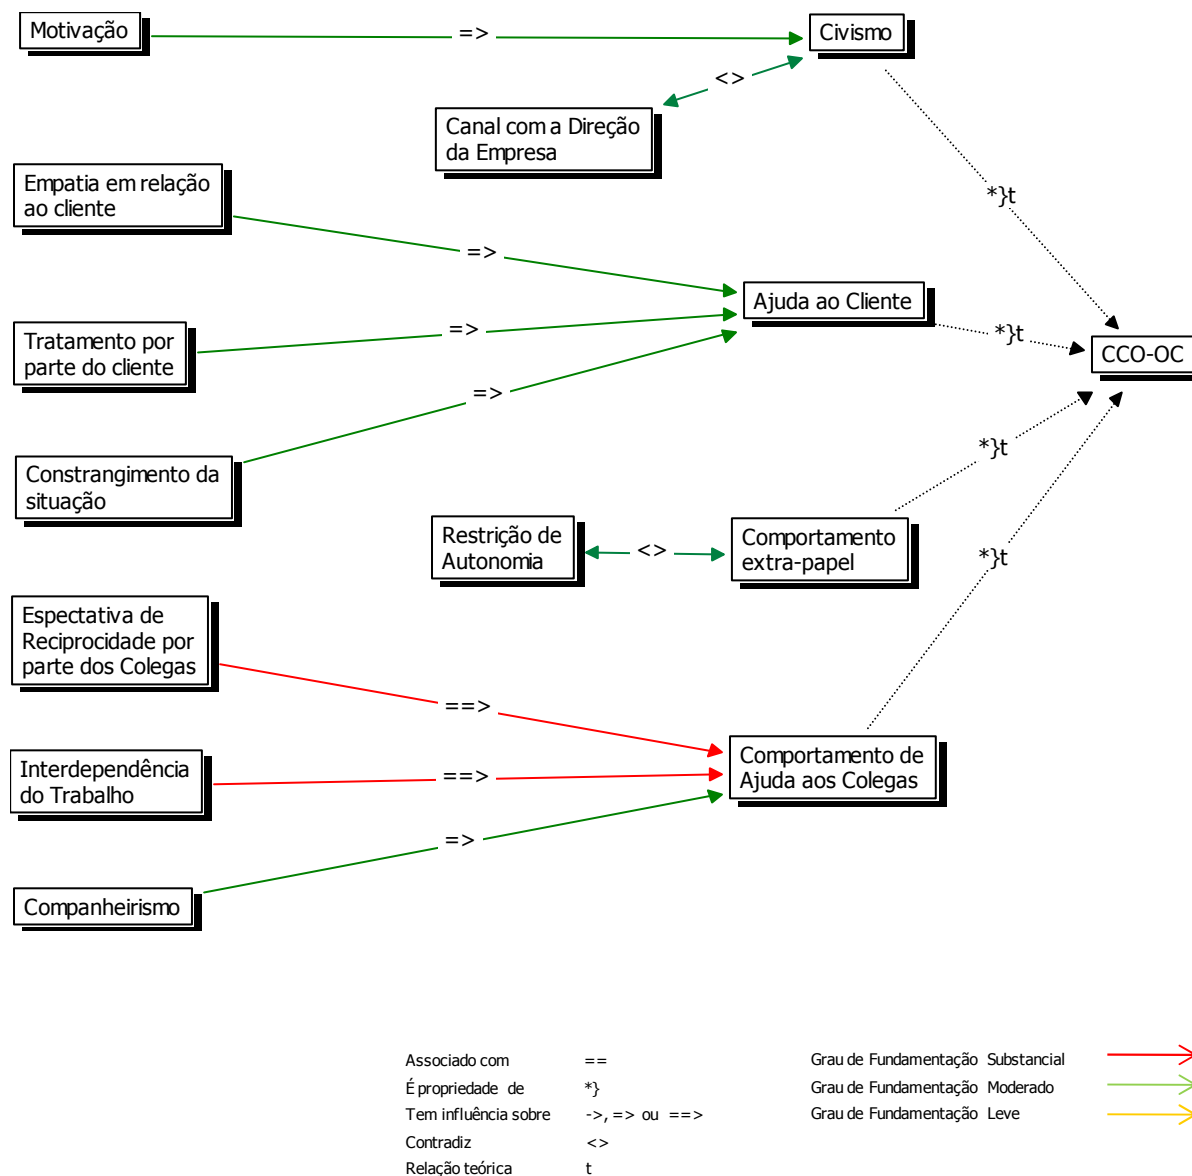 Motivação
=>
Civismo
<>
Canal com a Direção
da Empresa
Empatia em relação
ao cliente
*}t
=>
Ajuda ao Cliente
Tratamento por
parte do cliente
=>
*}t
CCO-OC
=>
Constrangimento da
situação
*}t
Restrição de
Autonomia
<>
Comportamento
extra-papel
*}t
Espectativa de
Reciprocidade por
parte dos Colegas
==>
Interdependência
do Trabalho
==>
Comportamento de
Ajuda aos Colegas
=>
Companheirismo
Associado com ==
É propriedade de *}
Tem influência sobre ->, => ou ==>
Contradiz <>
Relação teórica t
Grau de Fundamentação Substancial
Grau de Fundamentação Moderado
Grau de Fundamentação Leve